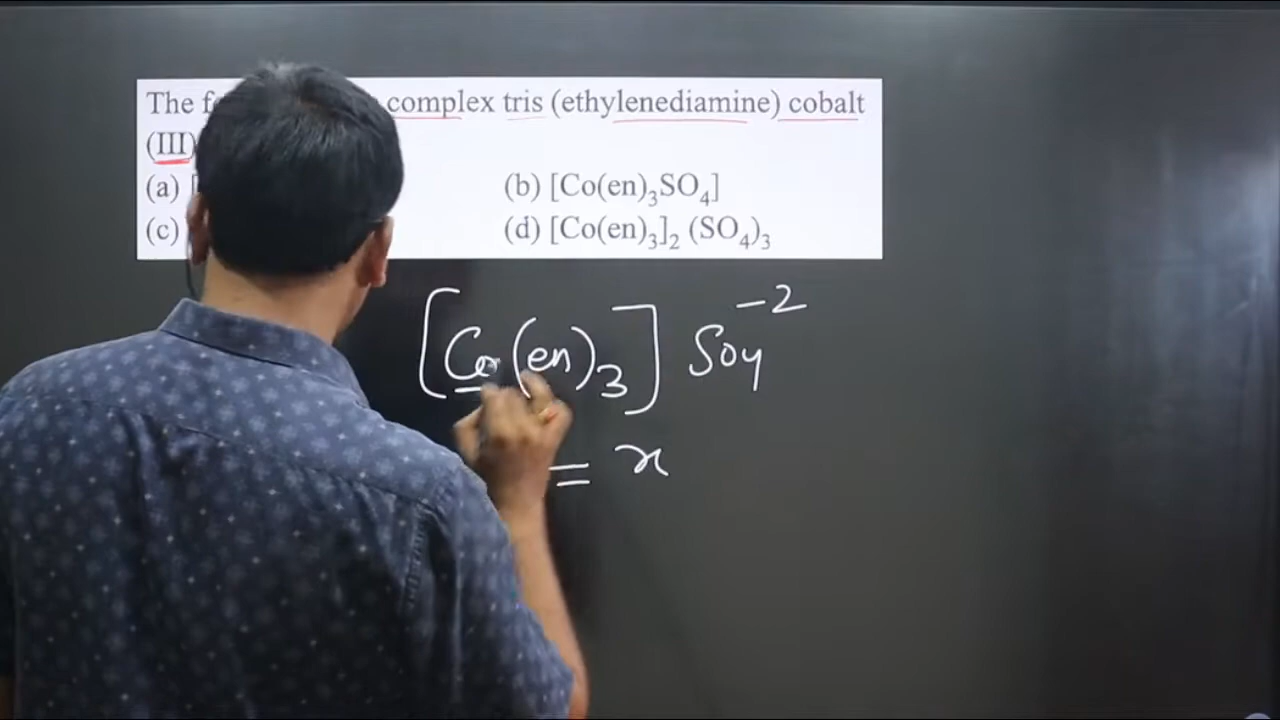 The complex tris (ethylenediamine) cobalt
(III)
(a) [ (b) [Co(en)₃SO₄]
(c) (d) [Co(en)₃]₂ (SO₄)₃
[Co(en)₃] SO₄⁻²
= x